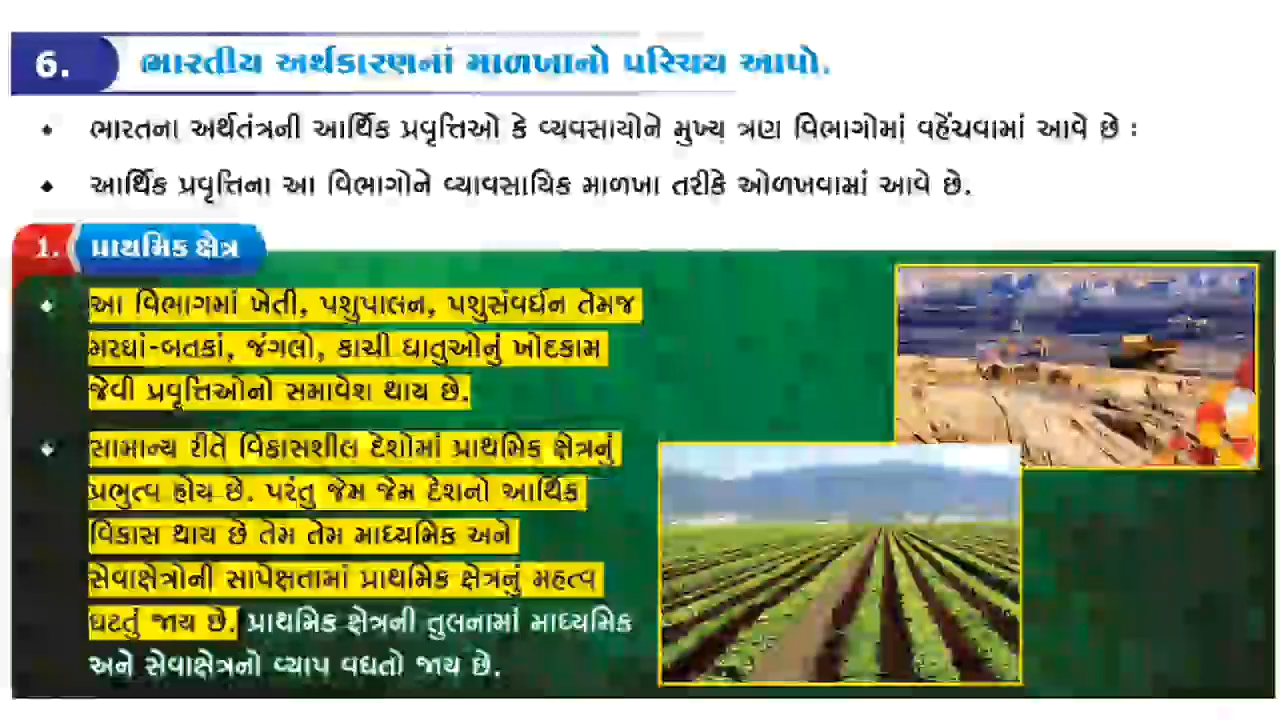 6. ભારતીય અર્થકારણનાં માળખાનો પરિચય આપો.
• ભારતના અર્થતંત્રની આર્થિક પ્રવૃત્તિઓ કે વ્યવસાયોને મુખ્ય ત્રણ વિભાગોમાં વહેંચવામાં આવે છે :
• આર્થિક પ્રવૃત્તિના આ વિભાગોને વ્યાવસાયિક માળખા તરીકે ઓળખવામાં આવે છે.
1. પ્રાથમિક ક્ષેત્ર
• આ વિભાગમાં ખેતી, પશુપાલન, પશુસંવર્ધન તેમજ
મરઘાં-બતકાં, જંગલો, કાચી ધાતુઓનું ખોદકામ
જેવી પ્રવૃત્તિઓનો સમાવેશ થાય છે.
• સામાન્ય રીતે વિકાસશીલ દેશોમાં પ્રાથમિક ક્ષેત્રનું
પ્રભુત્વ હોય છે. પરંતુ જેમ જેમ દેશનો આર્થિક
વિકાસ થાય છે તેમ તેમ માધ્યમિક અને
સેવાક્ષેત્રોની સાપેક્ષતામાં પ્રાથમિક ક્ષેત્રનું મહત્વ
ઘટતું જાય છે. પ્રાથમિક ક્ષેત્રની તુલનામાં માધ્યમિક
અને સેવાક્ષેત્રનો વ્યાપ વધતો જાય છે.